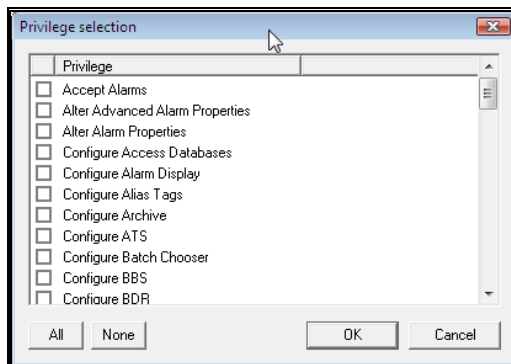 Privilege selection
Privilege
Accept Alarms
Alter Advanced Alarm Properties
Alter Alarm Properties
Configure Access Databases
Configure Alarm Display
Configure Alias Tags
Configure Archive
Configure ATS
Configure Batch Chooser
Configure BBS
Configure BDR
All None OK Cancel